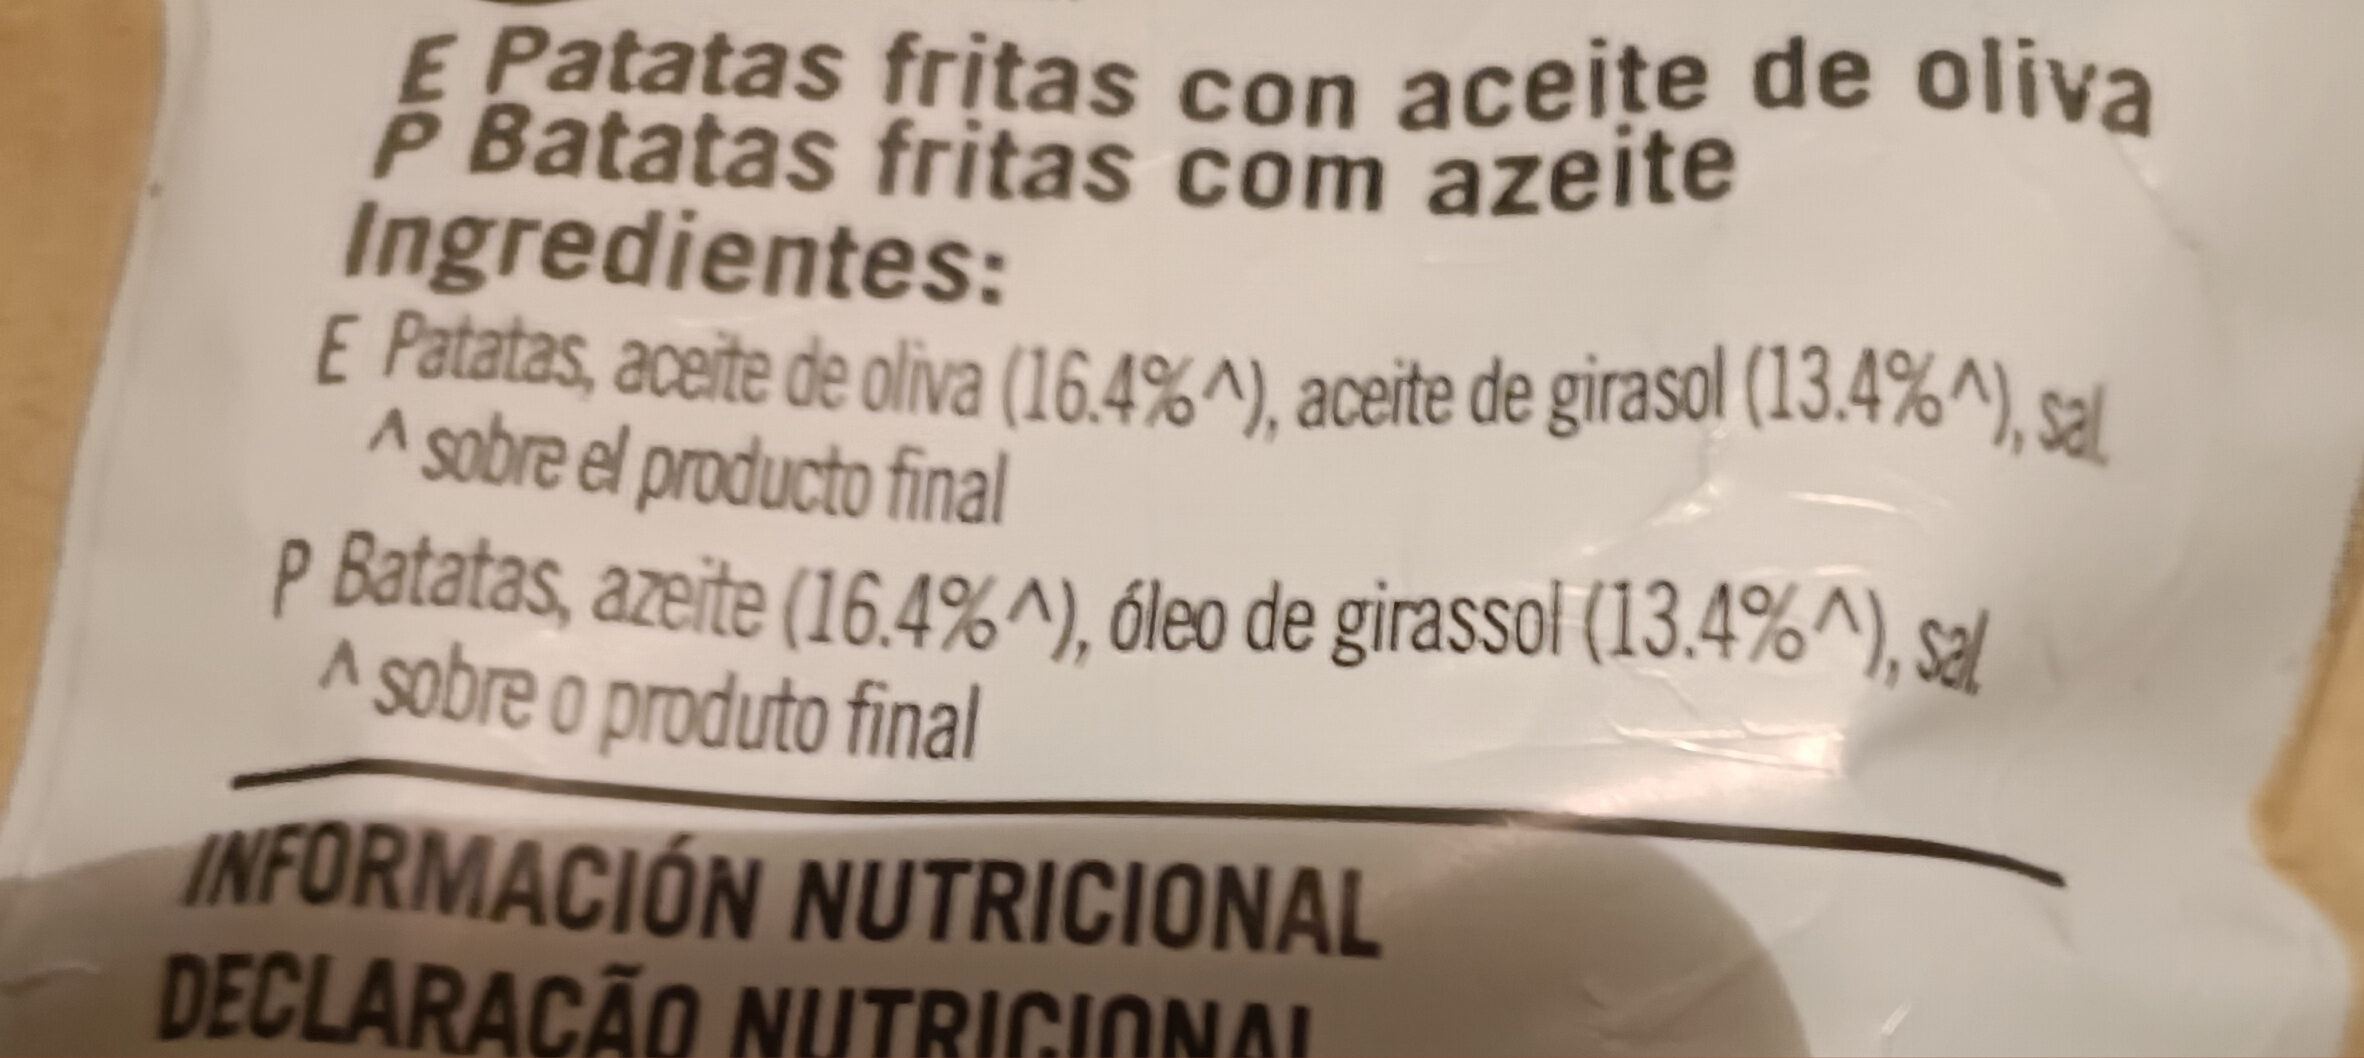 E Patatas fritas con aceite de oliva
P Batatas fritas com azeite
Ingredientes:
E Patatas, aceite de oliva (16.4%^), aceite de girasol (13.4%^), sal.
^ sobre el producto final
P Batatas, azeite (16.4%^), óleo de girassol (13.4%^), sal.
^ sobre o produto final
INFORMACIÓN NUTRICIONAL
DECLARAÇÃO NUTRICIONAL